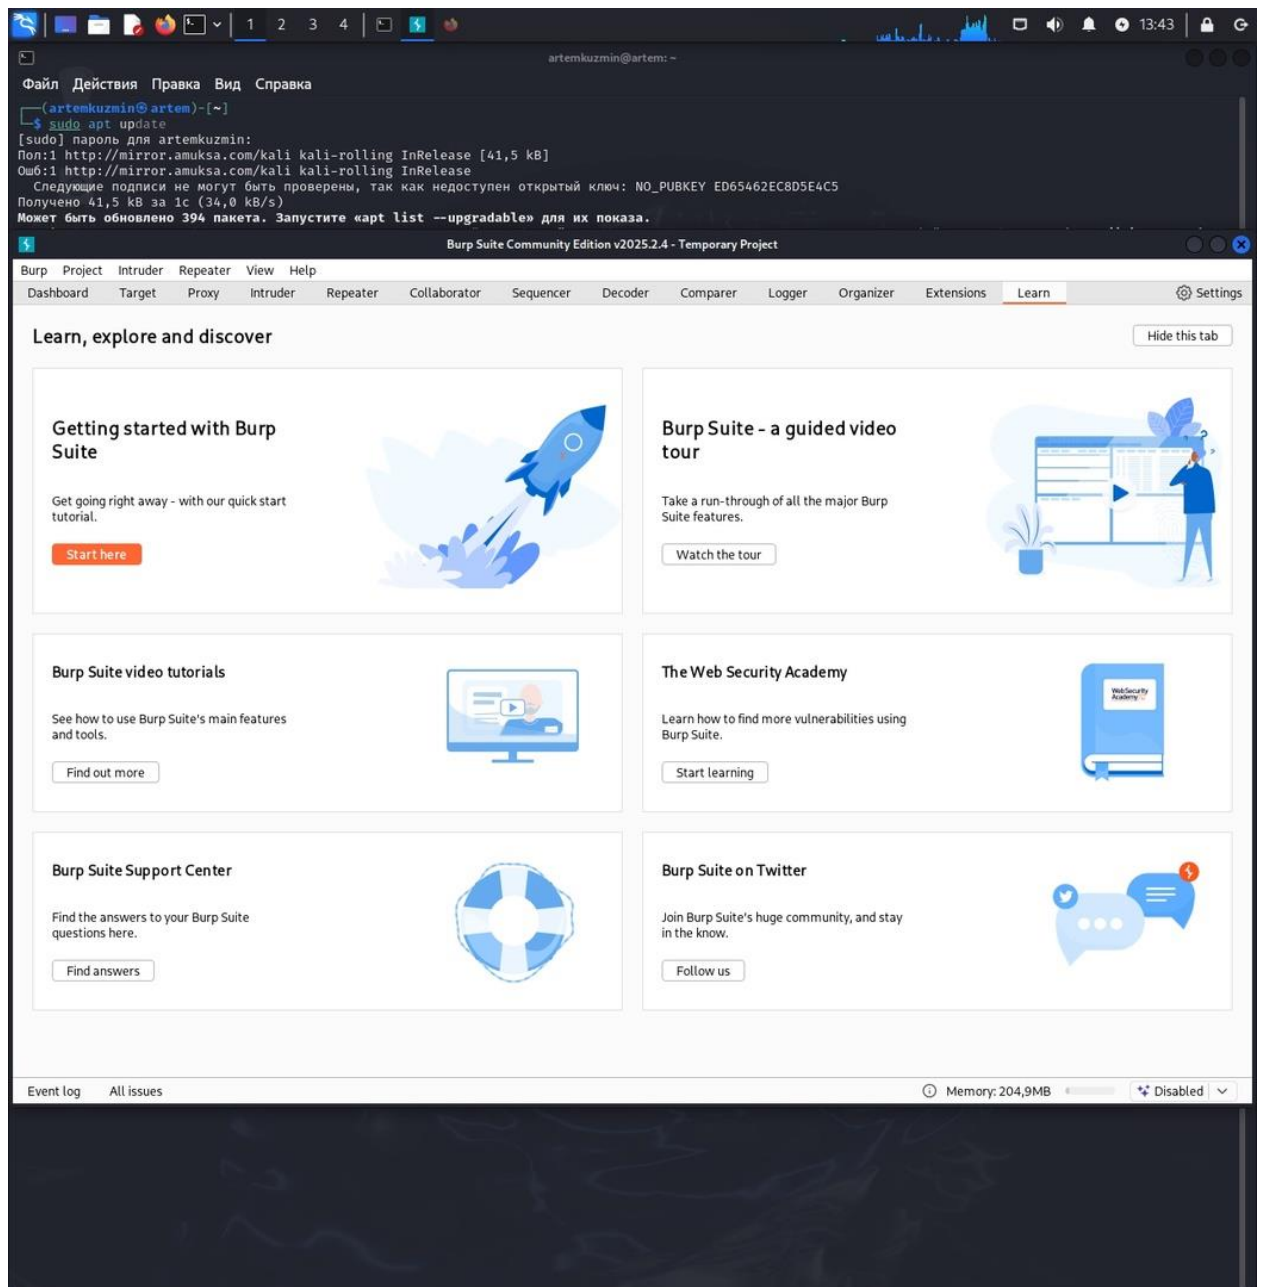 1 2 3 4 13:43
artemkuzmin@artem: ~
Файл Действия Правка Вид Справка
(artemkuzmin㉿artem)-[~]
$ sudo apt update
[sudo] пароль для artemkuzmin:
Пол:1 http://mirror.amuksa.com/kali kali-rolling InRelease [41,5 kB]
Ошб:1 http://mirror.amuksa.com/kali kali-rolling InRelease
Следующие подписи не могут быть проверены, так как недоступен открытый ключ: NO_PUBKEY ED65462EC8D5E4C5
Получено 41,5 kB за 1с (34,0 kB/s)
Может быть обновлено 394 пакета. Запустите «apt list --upgradable» для их показа.
Burp Suite Community Edition v2025.2.4 - Temporary Project
Burp Project Intruder Repeater View Help
Dashboard Target Proxy Intruder Repeater Collaborator Sequencer Decoder Comparer Logger Organizer Extensions Learn Settings
Learn, explore and discover
Hide this tab
Getting started with Burp
Suite
Get going right away - with our quick start
tutorial.
Start here
Burp Suite - a guided video
tour
Take a run-through of all the major Burp
Suite features.
Watch the tour
Burp Suite video tutorials
See how to use Burp Suite's main features
and tools.
Find out more
The Web Security Academy
Learn how to find more vulnerabilities using
Burp Suite.
Start learning
WebSecurity
Academy
Burp Suite Support Center
Find the answers to your Burp Suite
questions here.
Find answers
Burp Suite on Twitter
Join Burp Suite's huge community, and stay
in the know.
Follow us
Event log All issues Memory: 204,9MB Disabled